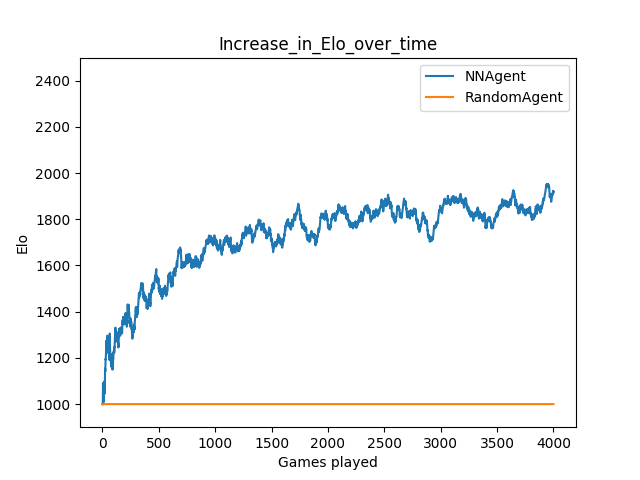 Increase_in_Elo_over_time
NNAgent
RandomAgent
2400
2200
2000
1800
1600
1400
1200
1000
Elo
0 500 1000 1500 2000 2500 3000 3500 4000
Games played